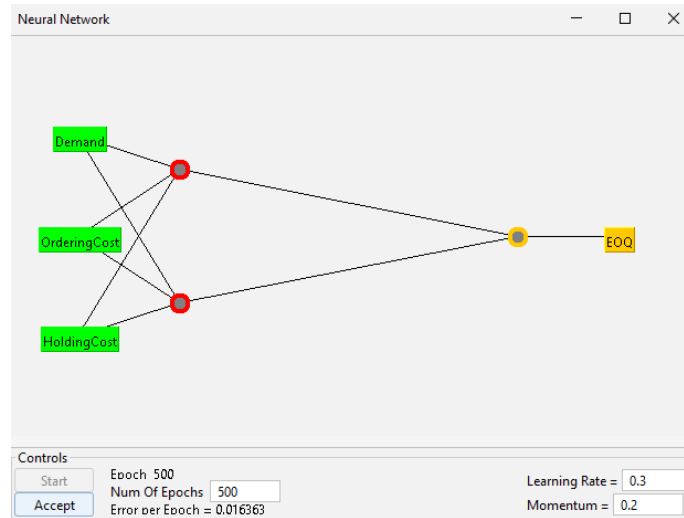 Neural Network
Demand
OrderingCost
EOQ
HoldingCost
Controls
Start
Accept
Epoch 500
Num Of Epochs 500
Error per Epoch = 0.016363
Learning Rate = 0.3
Momentum = 0.2